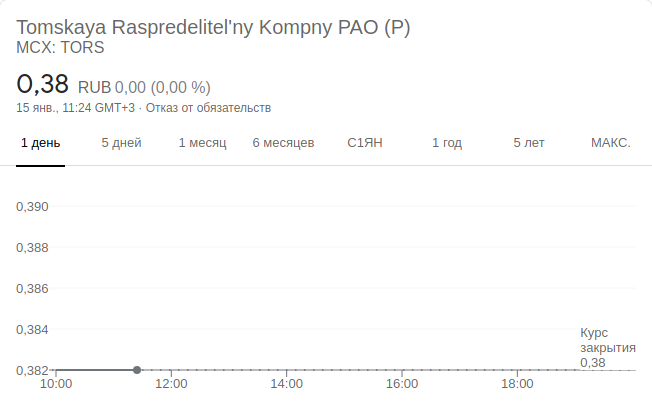 Tomskaya Raspredelitel'ny Kompny PAO (P)
MCX: TORS
0,38 RUB 0,00 (0,00 %)
15 янв., 11:24 GMT+3 · Отказ от обязательств
1 день 5 дней 1 месяц 6 месяцев С1ЯН 1 год 5 лет МАКС.
0,390
0,388
0,386
0,384
Курс
закрытия
0,38
0,382
10:00 12:00 14:00 16:00 18:00